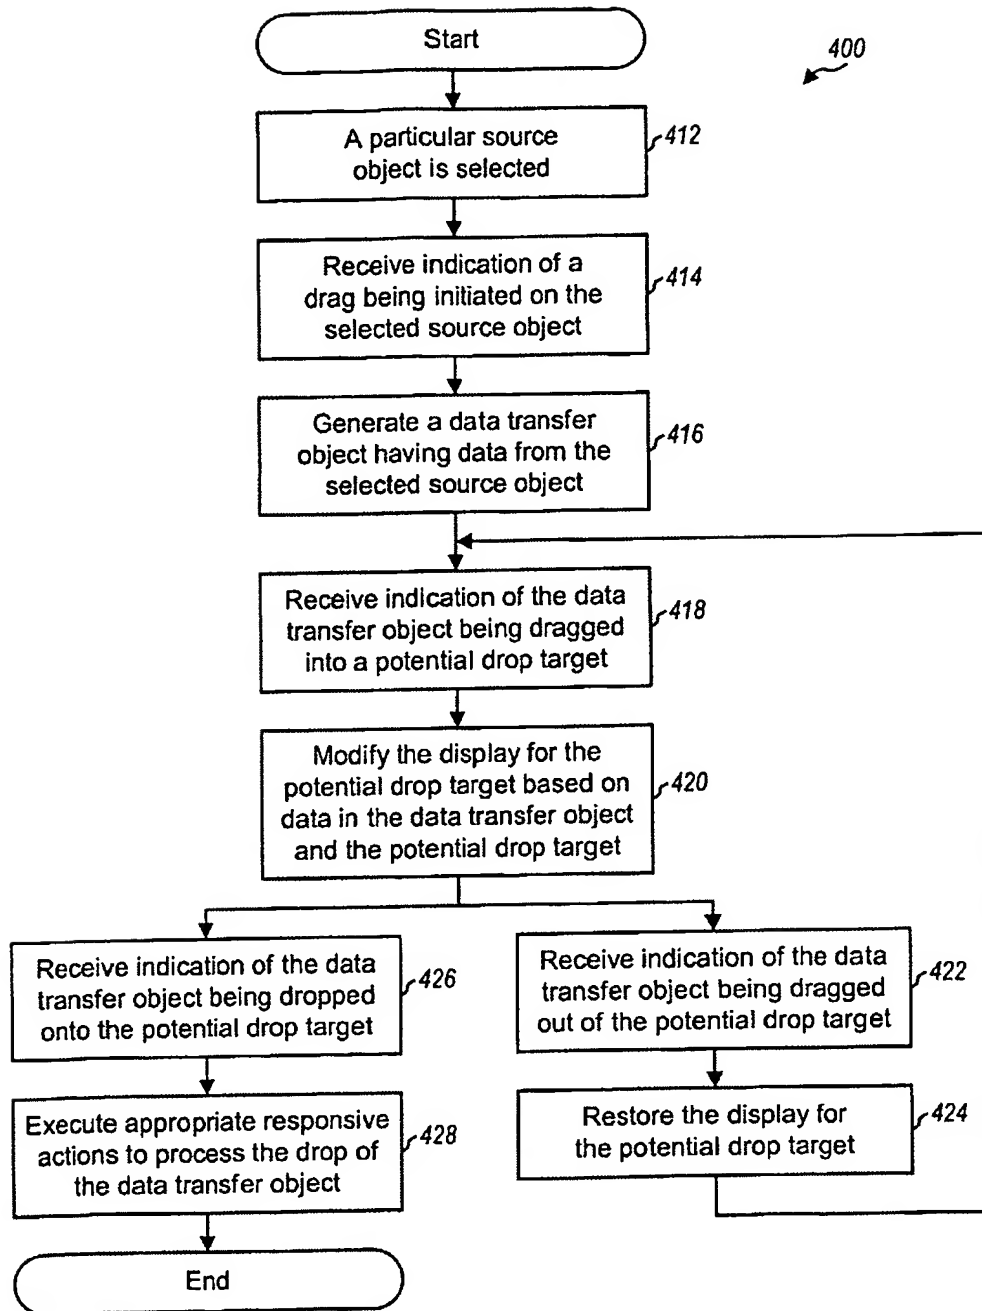 Start
400
A particular source
object is selected
412
Receive indication of a
drag being initiated on the
selected source object
414
Generate a data transfer
object having data from the
selected source object
416
Receive indication of the data
transfer object being dragged
into a potential drop target
418
Modify the display for the
potential drop target based on
data in the data transfer object
and the potential drop target
420
Receive indication of the data
transfer object being dropped
onto the potential drop target
426
Receive indication of the data
transfer object being dragged
out of the potential drop target
422
Execute appropriate responsive
actions to process the drop of
the data transfer object
428
Restore the display for
the potential drop target
424
End